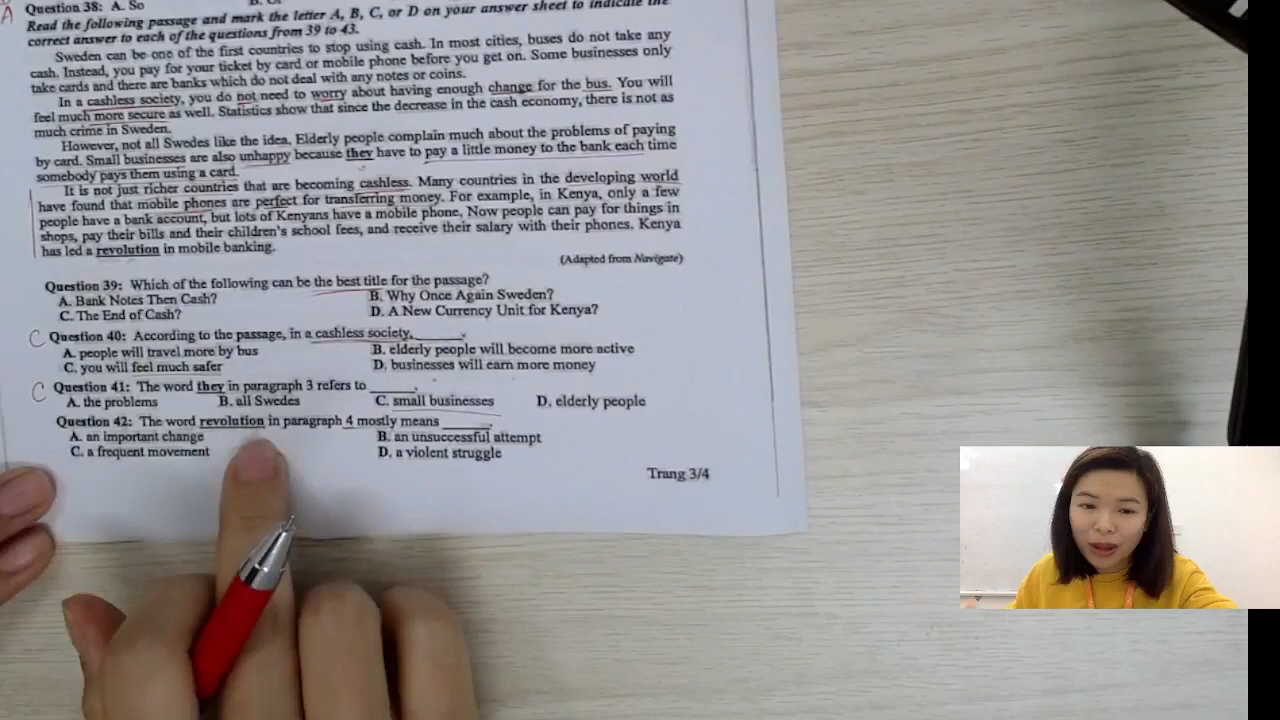 A
Question 38: A. So
Read the following passage and mark the letter A, B, C, or D on your answer sheet to indicate the
correct answer to each of the questions from 39 to 43.
Sweden can be one of the first countries to stop using cash. In most cities, buses do not take any
cash. Instead, you pay for your ticket by card or mobile phone before you get on. Some businesses only
take cards and there are banks which do not deal with any notes or coins.
In a cashless society, you do not need to worry about having enough change for the bus. You will
feel much more secure as well. Statistics show that since the decrease in the cash economy, there is not as
much crime in Sweden.
However, not all Swedes like the idea. Elderly people complain much about the problems of paying
by card. Small businesses are also unhappy because they have to pay a little money to the bank each time
somebody pays them using a card.
It is not just richer countries that are becoming cashless. Many countries in the developing world
have found that mobile phones are perfect for transferring money. For example, in Kenya, only a few
people have a bank account, but lots of Kenyans have a mobile phone. Now people can pay for things in
shops, pay their bills and their children's school fees, and receive their salary with their phones. Kenya
has led a revolution in mobile banking.
(Adapted from Navigate)
Question 39: Which of the following can be the best title for the passage?
A. Bank Notes Then Cash? B. Why Once Again Sweden?
C. The End of Cash? D. A New Currency Unit for Kenya?
C Question 40: According to the passage, in a cashless society, ______.
A. people will travel more by bus B. elderly people will become more active
C. you will feel much safer D. businesses will earn more money
C Question 41: The word they in paragraph 3 refers to ______.
A. the problems B. all Swedes C. small businesses D. elderly people
Question 42: The word revolution in paragraph 4 mostly means ______.
A. an important change B. an unsuccessful attempt
C. a frequent movement D. a violent struggle
Trang 3/4